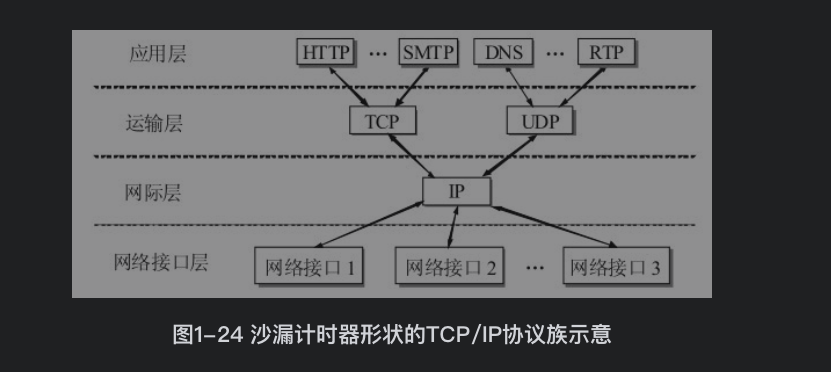 应用层 HTTP … SMTP DNS … RTP
运输层 TCP UDP
网际层 IP
网络接口层 网络接口 1 网络接口 2 … 网络接口 3
图1-24 沙漏计时器形状的TCP/IP协议族示意